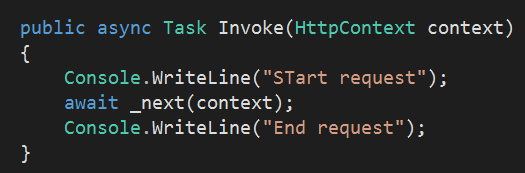 public async Task Invoke(HttpContext context)
{
    Console.WriteLine("STart request");
    await _next(context);
    Console.WriteLine("End request");
}